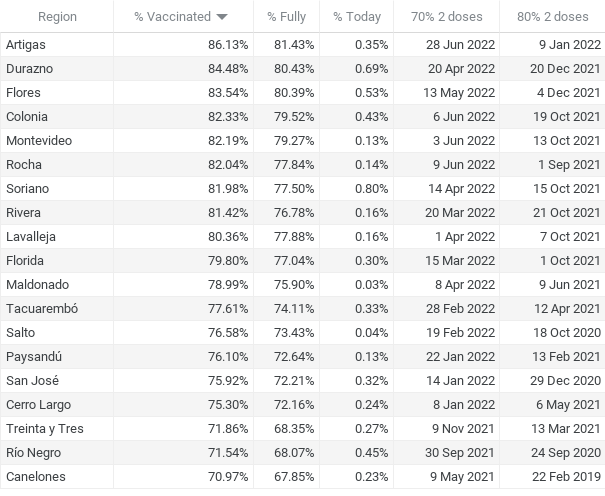 Region % Vaccinated % Fully % Today 70% 2 doses 80% 2 doses
Artigas 86.13% 81.43% 0.35% 28 Jun 2022 9 Jan 2022
Durazno 84.48% 80.43% 0.69% 20 Apr 2022 20 Dec 2021
Flores 83.54% 80.39% 0.53% 13 May 2022 4 Dec 2021
Colonia 82.33% 79.52% 0.43% 6 Jun 2022 19 Oct 2021
Montevideo 82.19% 79.27% 0.13% 3 Jun 2022 13 Oct 2021
Rocha 82.04% 77.84% 0.14% 9 Jun 2022 1 Sep 2021
Soriano 81.98% 77.50% 0.80% 14 Apr 2022 15 Oct 2021
Rivera 81.42% 76.78% 0.16% 20 Mar 2022 21 Oct 2021
Lavalleja 80.36% 77.88% 0.16% 1 Apr 2022 7 Oct 2021
Florida 79.80% 77.04% 0.30% 15 Mar 2022 1 Oct 2021
Maldonado 78.99% 75.90% 0.03% 8 Apr 2022 9 Jun 2021
Tacuarembó 77.61% 74.11% 0.33% 28 Feb 2022 12 Apr 2021
Salto 76.58% 73.43% 0.04% 19 Feb 2022 18 Oct 2020
Paysandú 76.10% 72.64% 0.13% 22 Jan 2022 13 Feb 2021
San José 75.92% 72.21% 0.32% 14 Jan 2022 29 Dec 2020
Cerro Largo 75.30% 72.16% 0.24% 8 Jan 2022 6 May 2021
Treinta y Tres 71.86% 68.35% 0.27% 9 Nov 2021 13 Mar 2021
Río Negro 71.54% 68.07% 0.45% 30 Sep 2021 24 Sep 2020
Canelones 70.97% 67.85% 0.23% 9 May 2021 22 Feb 2019